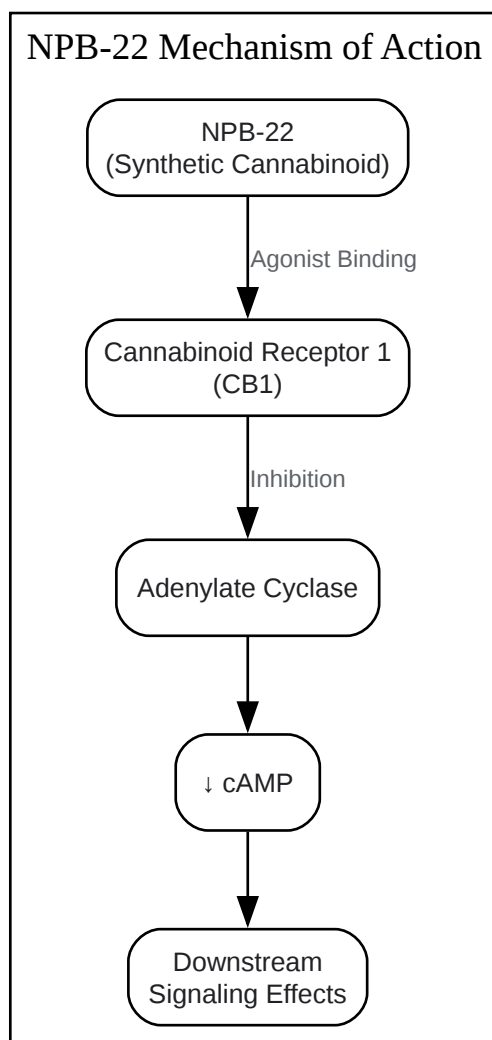 NPB-22 Mechanism of Action
NPB-22
(Synthetic Cannabinoid)
Agonist Binding
Cannabinoid Receptor 1
(CB1)
Inhibition
Adenylate Cyclase
↓ cAMP
Downstream
Signaling Effects